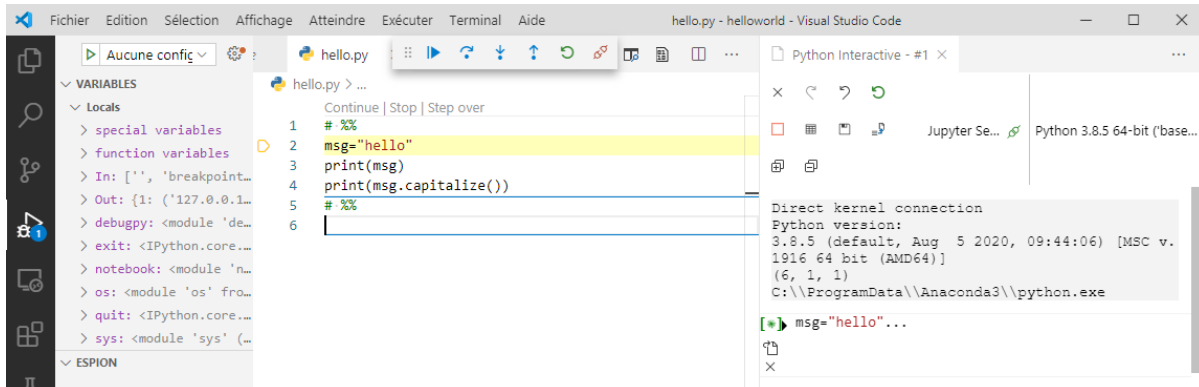 Fichier Edition Sélection Affichage Atteindre Exécuter Terminal Aide hello.py - helloworld - Visual Studio Code
Aucune config
hello.py
Python Interactive - #1
VARIABLES
Locals
special variables
function variables
In: ['', 'breakpoint...
Out: {1: ('127.0.0.1...
debugpy: <module 'de...
exit: <IPython.core....
notebook: <module 'n...
os: <module 'os' fro...
quit: <IPython.core....
sys: <module 'sys' (...
ESPION
1
hello.py > ...
Continue | Stop | Step over
1 # %%
2 msg="hello"
3 print(msg)
4 print(msg.capitalize())
5 # %%
6
Jupyter Se...
Python 3.8.5 64-bit ('base...
Direct kernel connection
Python version:
3.8.5 (default, Aug 5 2020, 09:44:06) [MSC v.
1916 64 bit (AMD64)]
(6, 1, 1)
C:\\ProgramData\\Anaconda3\\python.exe
[*] msg="hello"...